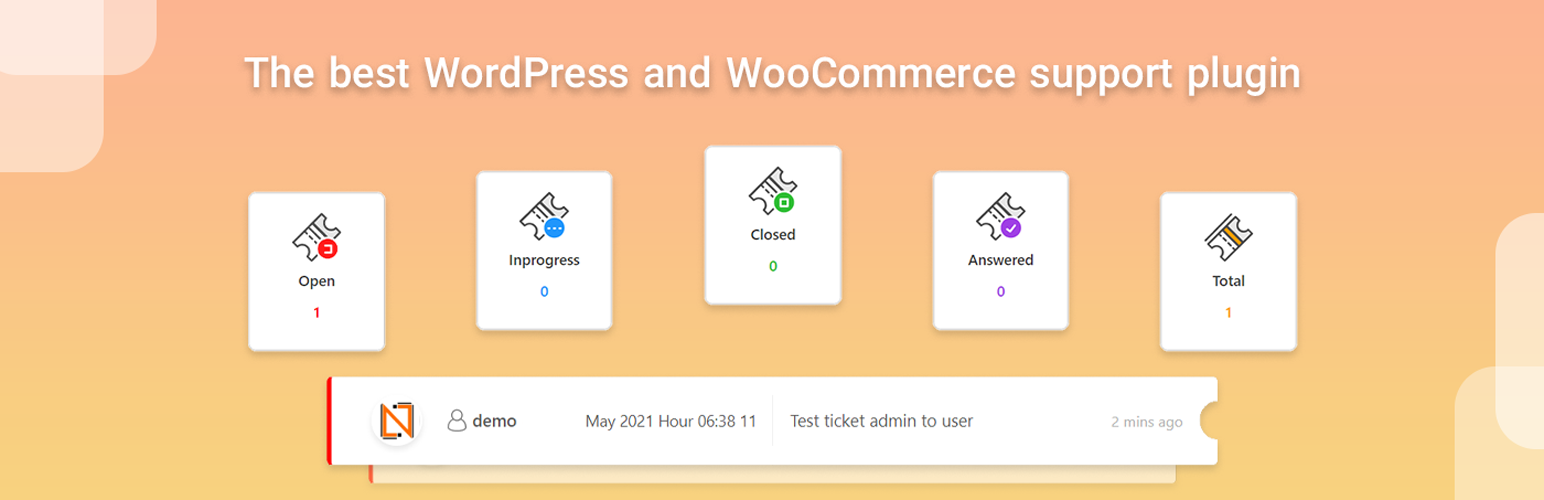 The best WordPress and WooCommerce support plugin
Open
1
Inprogress
0
Closed
0
Answered
0
Total
1
demo
May 2021 Hour 06:38 11
Test ticket admin to user
2 mins ago